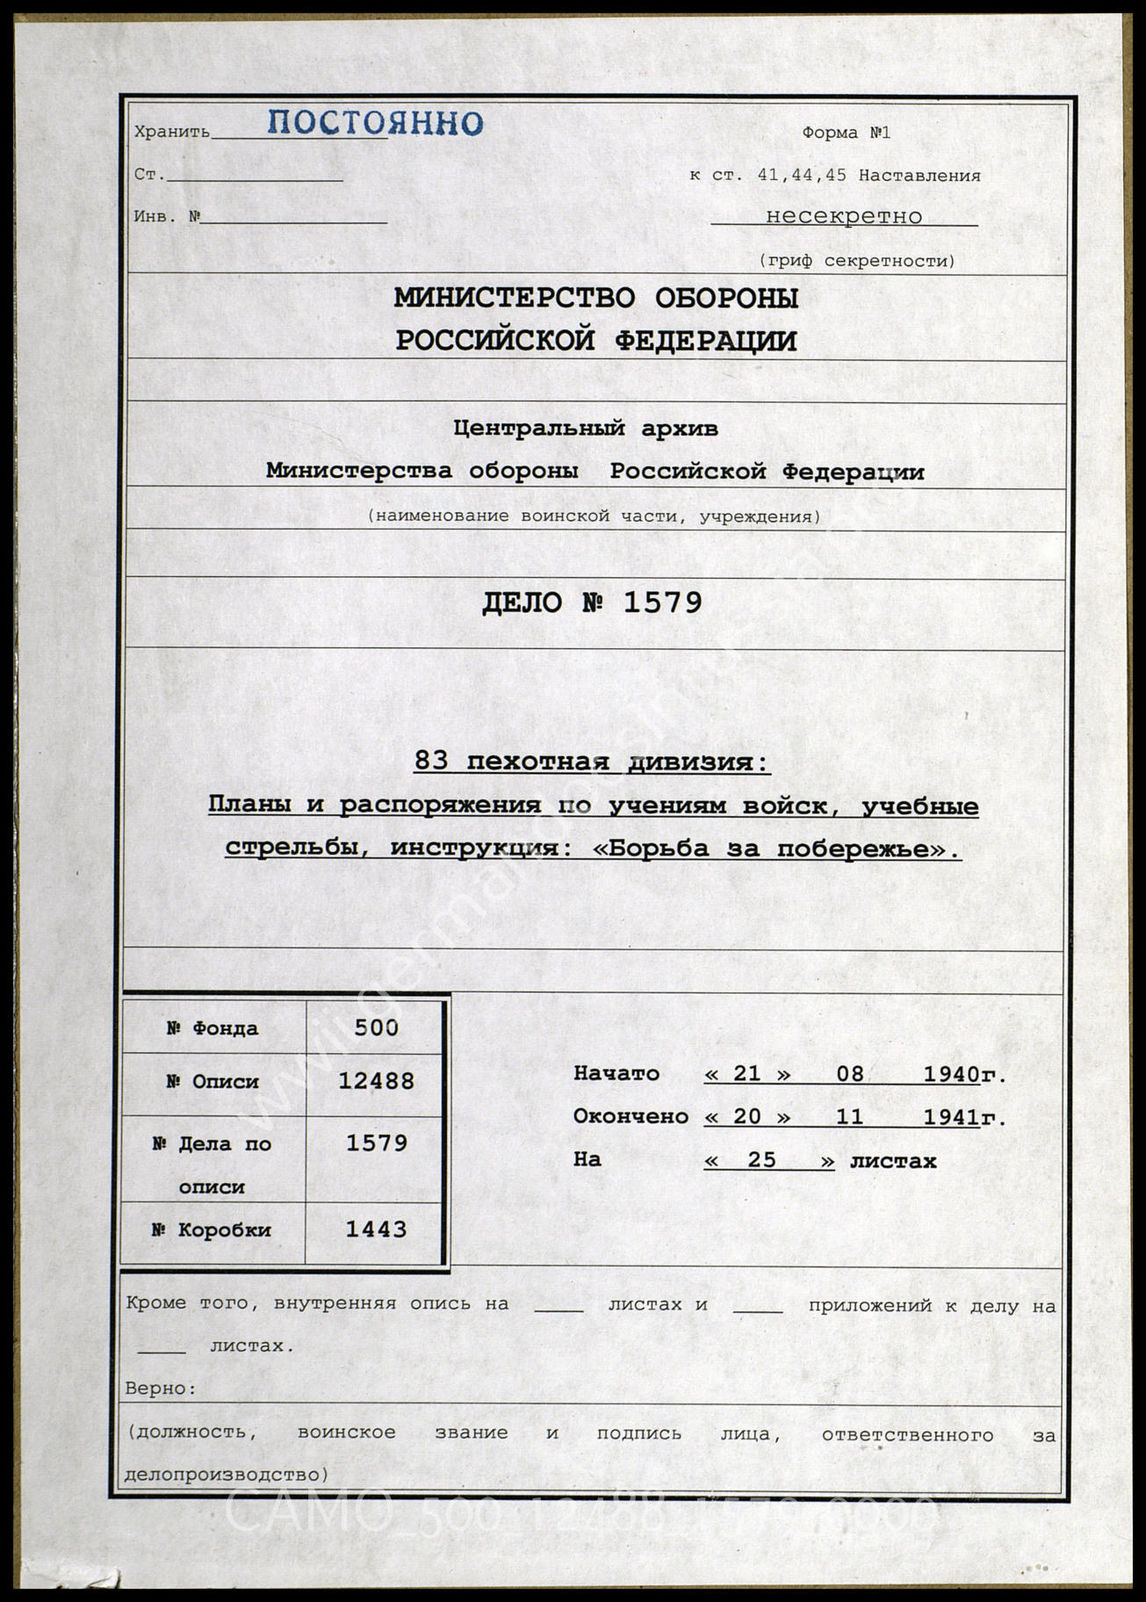 Хранить ПОСТОЯННО
Форма №1
Ст.
к ст. 41,44,45 Наставления
Инв. №
несекретно
(гриф секретности)
МИНИСТЕРСТВО ОБОРОНЫ
РОССИЙСКОЙ ФЕДЕРАЦИИ
Центральный архив
Министерства обороны Российской Федерации
(наименование воинской части, учреждения)
ДЕЛО № 1579
83 пехотная дивизия:
Планы и распоряжения по учениям войск, учебные
стрельбы, инструкция: «Борьба за побережье».
№ Фонда 500
№ Описи 12488
№ Дела по описи 1579
№ Коробки 1443
Начато « 21 » 08 1940г.
Окончено « 20 » 11 1941г.
На « 25 » листах
Кроме того, внутренняя опись на ____ листах и ____ приложений к делу на
____ листах.
Верно:
(должность, воинское звание и подпись лица, ответственного за
делопроизводство)
CAMO_500_12488_1579_0000